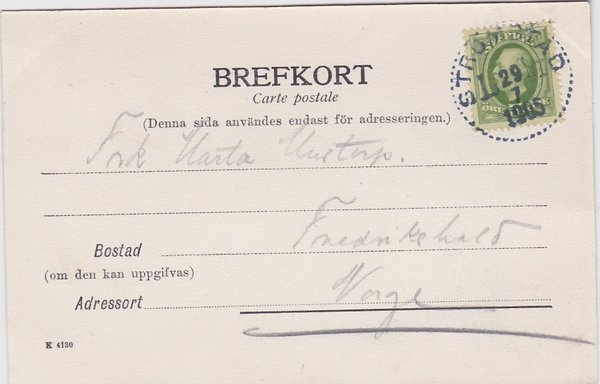 BREFKORT
Carte postale
(Denna sida användes endast för adresseringen.)
STRÖMSTAD
29
7
1905
ÖRE
Frk Marta
Fredrikshald
Bostad
(om den kan uppgifvas)
Norge
Adressort
K 4130